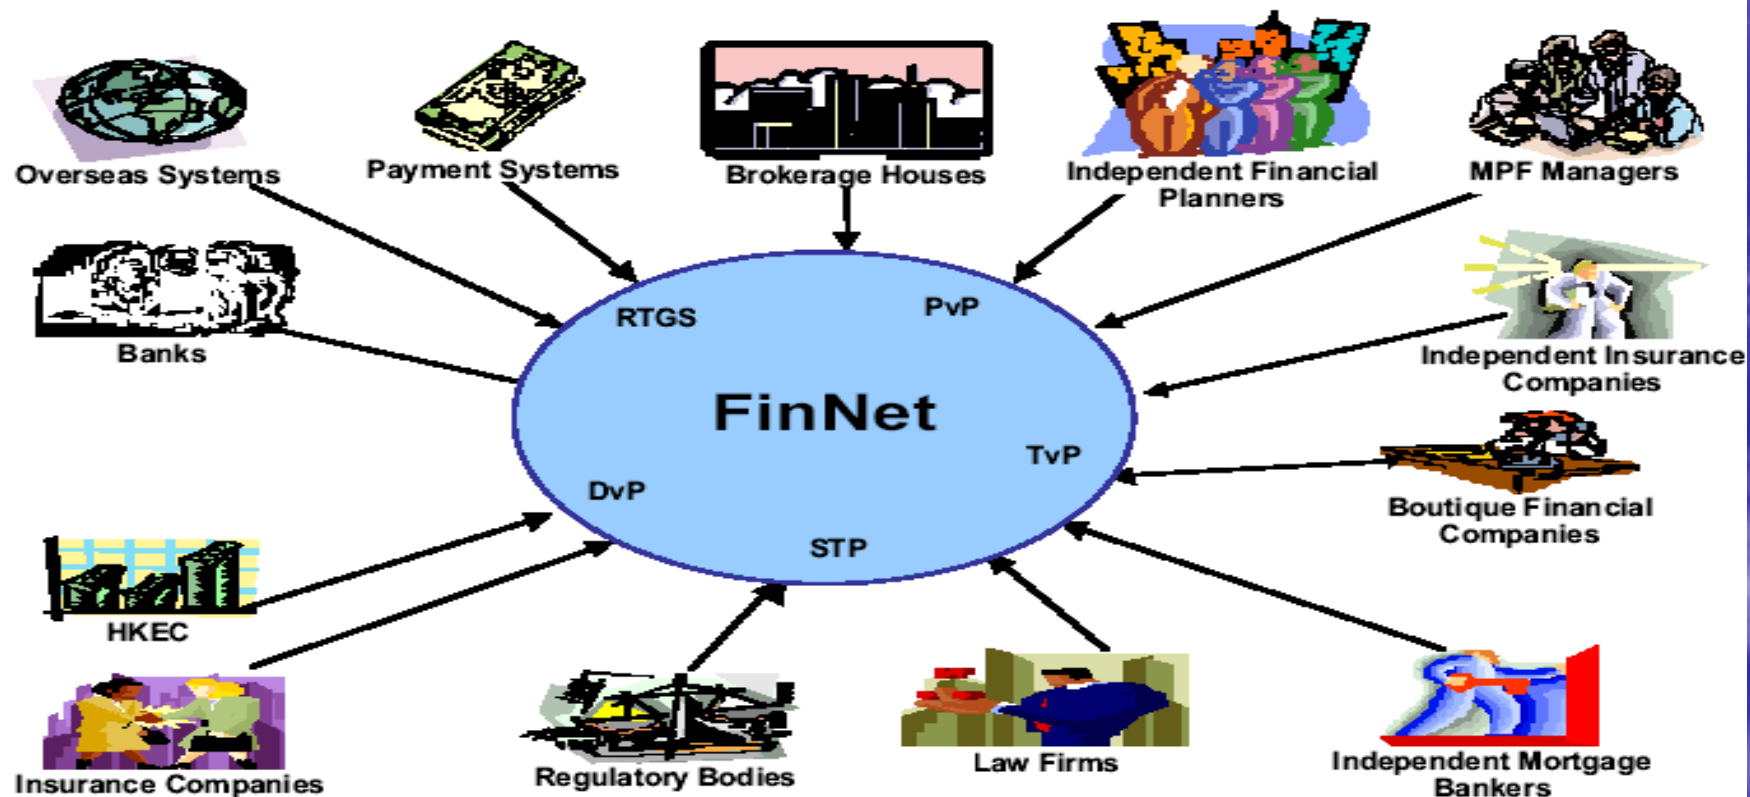 Overseas Systems
Payment Systems
Brokerage Houses
Independent Financial
Planners
MPF Managers
Banks
Independent Insurance
Companies
RTGS
PvP
FinNet
TvP
DvP
STP
Boutique Financial
Companies
HKEC
Insurance Companies
Regulatory Bodies
Law Firms
Independent Mortgage
Bankers